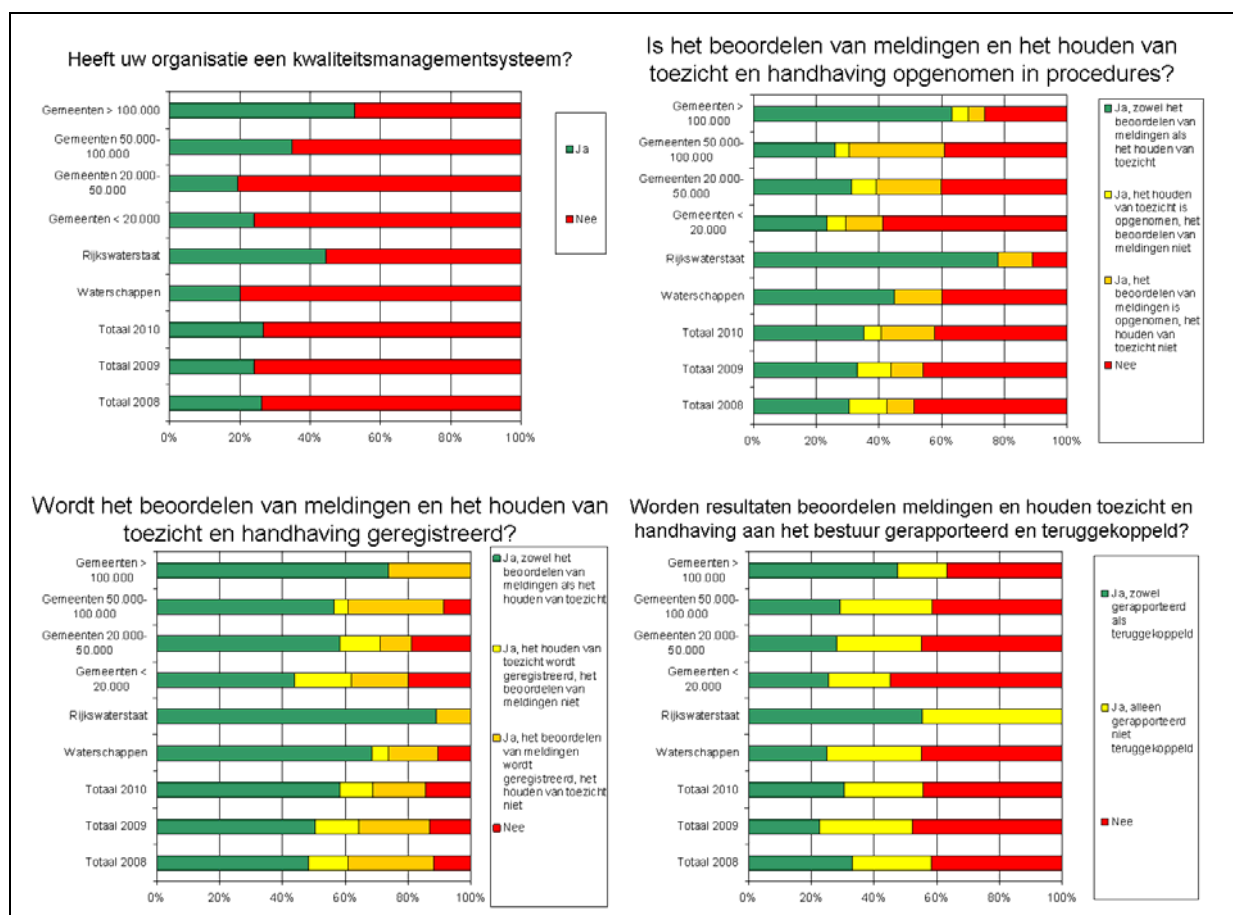 Heeft uw organisatie een kwaliteitsmanagementsysteem?
Gemeenten > 100.000
Gemeenten 50.000-
100.000
Gemeenten 20.000-
50.000
Gemeenten < 20.000
Rijkswaterstaat
Waterschappen
Totaal 2010
Totaal 2009
Totaal 2008
0% 20% 40% 60% 80% 100%
Ja
Nee
Is het beoordelen van meldingen en het houden van
toezicht en handhaving opgenomen in procedures?
Gemeenten >
100.000
Gemeenten 50.000-
100.000
Gemeenten 20.000-
50.000
Gemeenten <
20.000
Rijkswaterstaat
Waterschappen
Totaal 2010
Totaal 2009
Totaal 2008
0% 20% 40% 60% 80% 100%
Ja, zowel het
beoordelen van
meldingen als
het houden van
toezicht
Ja, het houden
van toezicht is
opgenomen, het
beoordelen van
meldingen niet
Ja, het
beoordelen van
meldingen is
opgenomen, het
houden van
toezicht niet
Nee
Wordt het beoordelen van meldingen en het houden van
toezicht en handhaving geregistreerd?
Gemeenten >
100.000
Gemeenten 50.000-
100.000
Gemeenten 20.000-
50.000
Gemeenten <
20.000
Rijkswaterstaat
Waterschappen
Totaal 2010
Totaal 2009
Totaal 2008
0% 20% 40% 60% 80% 100%
Ja, zowel het
beoordelen van
meldingen als het
houden van toezicht
Ja, het houden van
toezicht wordt
geregistreerd, het
beoordelen van
meldingen niet
Ja, het beoordelen
van meldingen
wordt
geregistreerd, het
houden van toezicht
niet
Nee
Worden resultaten beoordelen meldingen en houden toezicht en
handhaving aan het bestuur gerapporteerd en teruggekoppeld?
Gemeenten >
100.000
Gemeenten 50.000-
100.000
Gemeenten 20.000-
50.000
Gemeenten <
20.000
Rijkswaterstaat
Waterschappen
Totaal 2010
Totaal 2009
Totaal 2008
0% 20% 40% 60% 80% 100%
Ja, zowel
gerapporteerd
als
teruggekoppeld
Ja, alleen
gerapporteerd
niet
teruggekoppeld
Nee